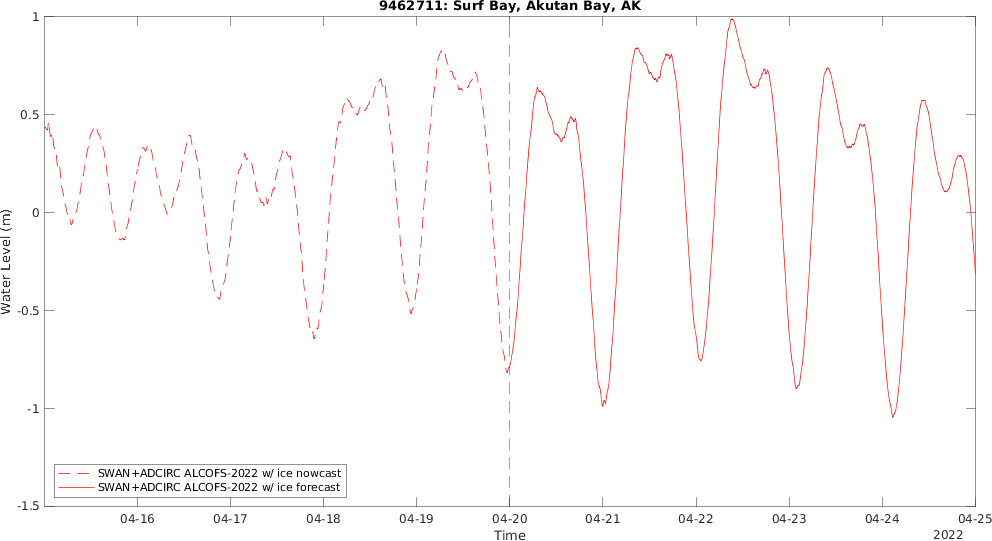 9462711: Surf Bay, Akutan Bay, AK
1
0.5
0
-0.5
-1
-1.5
Water Level (m)
SWAN+ADCIRC ALCOFS-2022 w/ ice nowcast
SWAN+ADCIRC ALCOFS-2022 w/ ice forecast
04-16 04-17 04-18 04-19 04-20 04-21 04-22 04-23 04-24 04-25
Time
2022